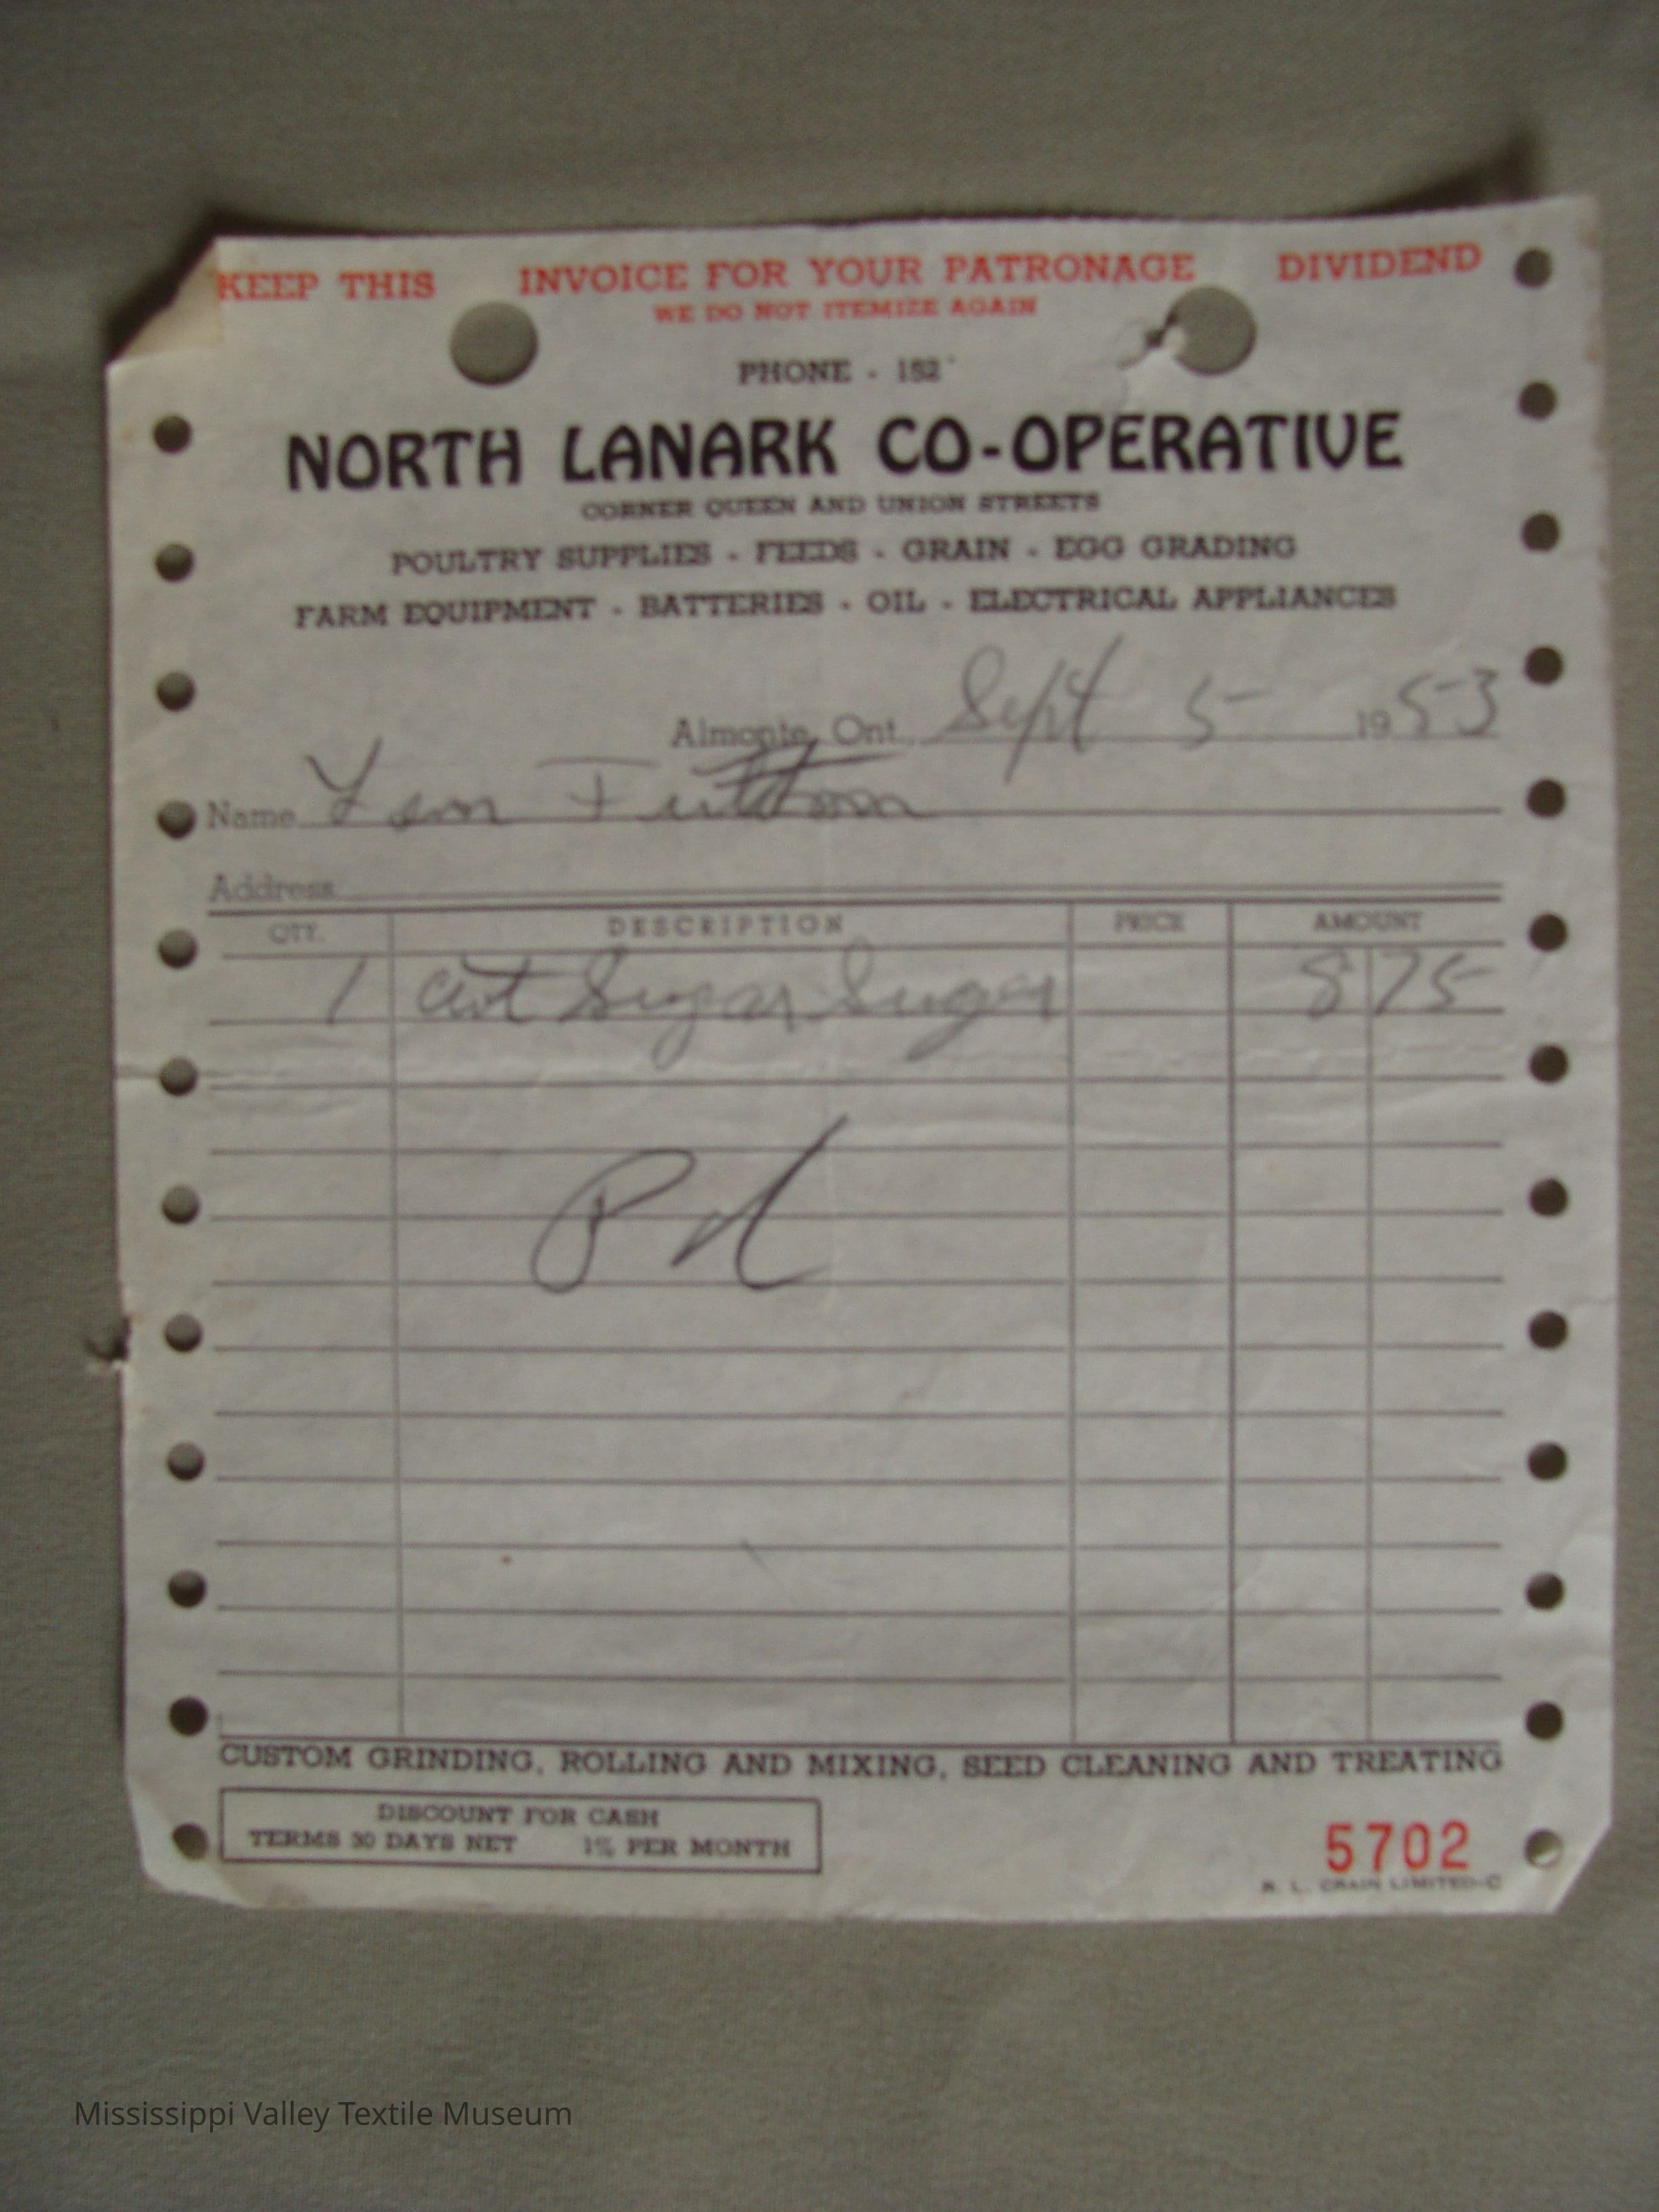 KEEP THIS INVOICE FOR YOUR PATRONAGE DIVIDEND
WE DO NOT ITEMIZE AGAIN
PHONE - 152
NORTH LANARK CO-OPERATIVE
CORNER QUEEN AND UNION STREETS
POULTRY SUPPLIES - FEEDS - GRAIN - EGG GRADING
FARM EQUIPMENT - BATTERIES - OIL - ELECTRICAL APPLIANCES
Almonte, Ont. Sept 5 1953
Name
Address
QTY. DESCRIPTION PRICE AMOUNT
1 cwt Sugar Sugar 8 75
Pd
CUSTOM GRINDING, ROLLING AND MIXING, SEED CLEANING AND TREATING
DISCOUNT FOR CASH
TERMS 30 DAYS NET 1% PER MONTH
5702
R. L. CRAIN LIMITED-C
Mississippi Valley Textile Museum